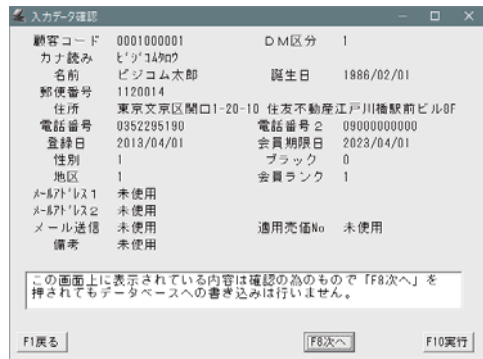 入力データ確認
顧客コード 0001000001 DM区分 1
カナ読み ビジコムタロウ
名前 ビジコム太郎 誕生日 1986/02/01
郵便番号 1120014
住所 東京文京区関口1-20-10 住友不動産江戸川橋駅前ビル8F
電話番号 0352295190 電話番号2 09000000000
登録日 2013/04/01 会員期限日 2023/04/01
性別 1 ブラック 0
地区 1 会員ランク 1
メールアドレス1 未使用
メールアドレス2 未使用
メール送信 未使用 適用売価No 未使用
備考 未使用
この画面上に表示されている内容は確認の為のもので「F8次へ」を
押されてもデータベースへの書き込みは行いません。
F1戻る F8次へ F10実行